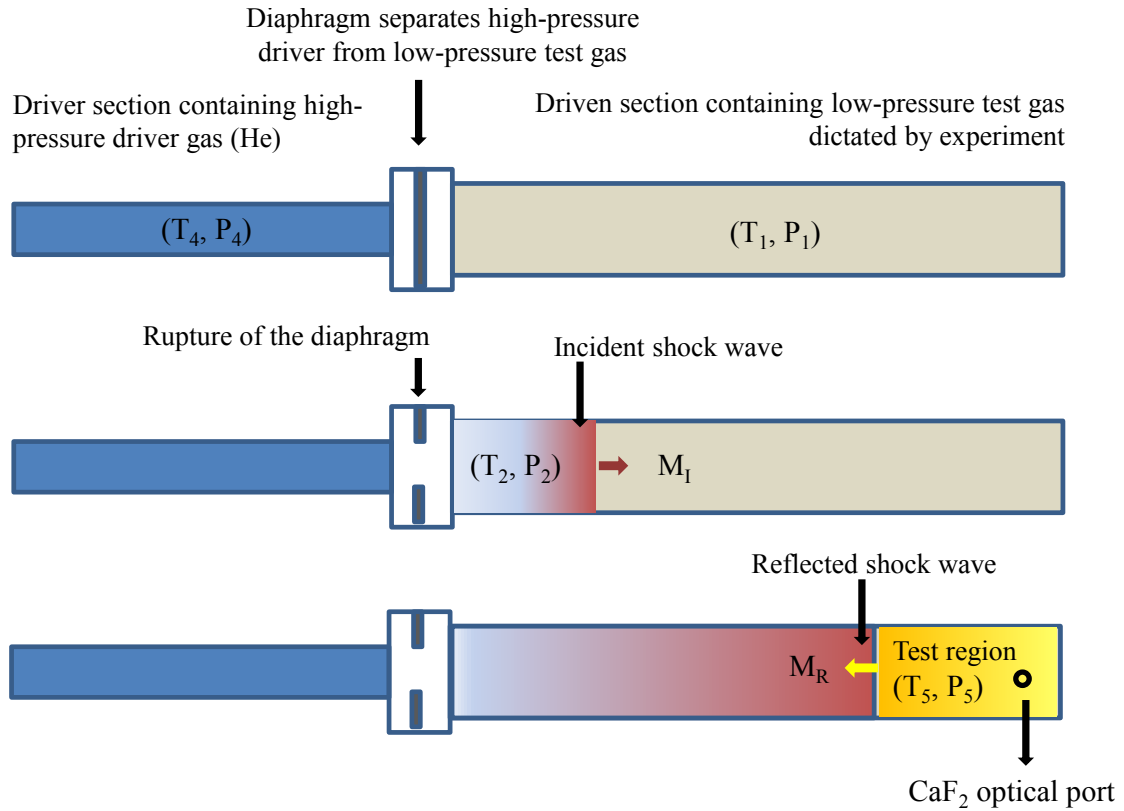 Diaphragm separates high-pressure
driver from low-pressure test gas
Driver section containing high-
pressure driver gas (He)
Driven section containing low-pressure test gas
dictated by experiment
(T₄, P₄)
(T₁, P₁)
Rupture of the diaphragm
Incident shock wave
(T₂, P₂)
M_I
Reflected shock wave
M_R
Test region
(T₅, P₅)
CaF₂ optical port